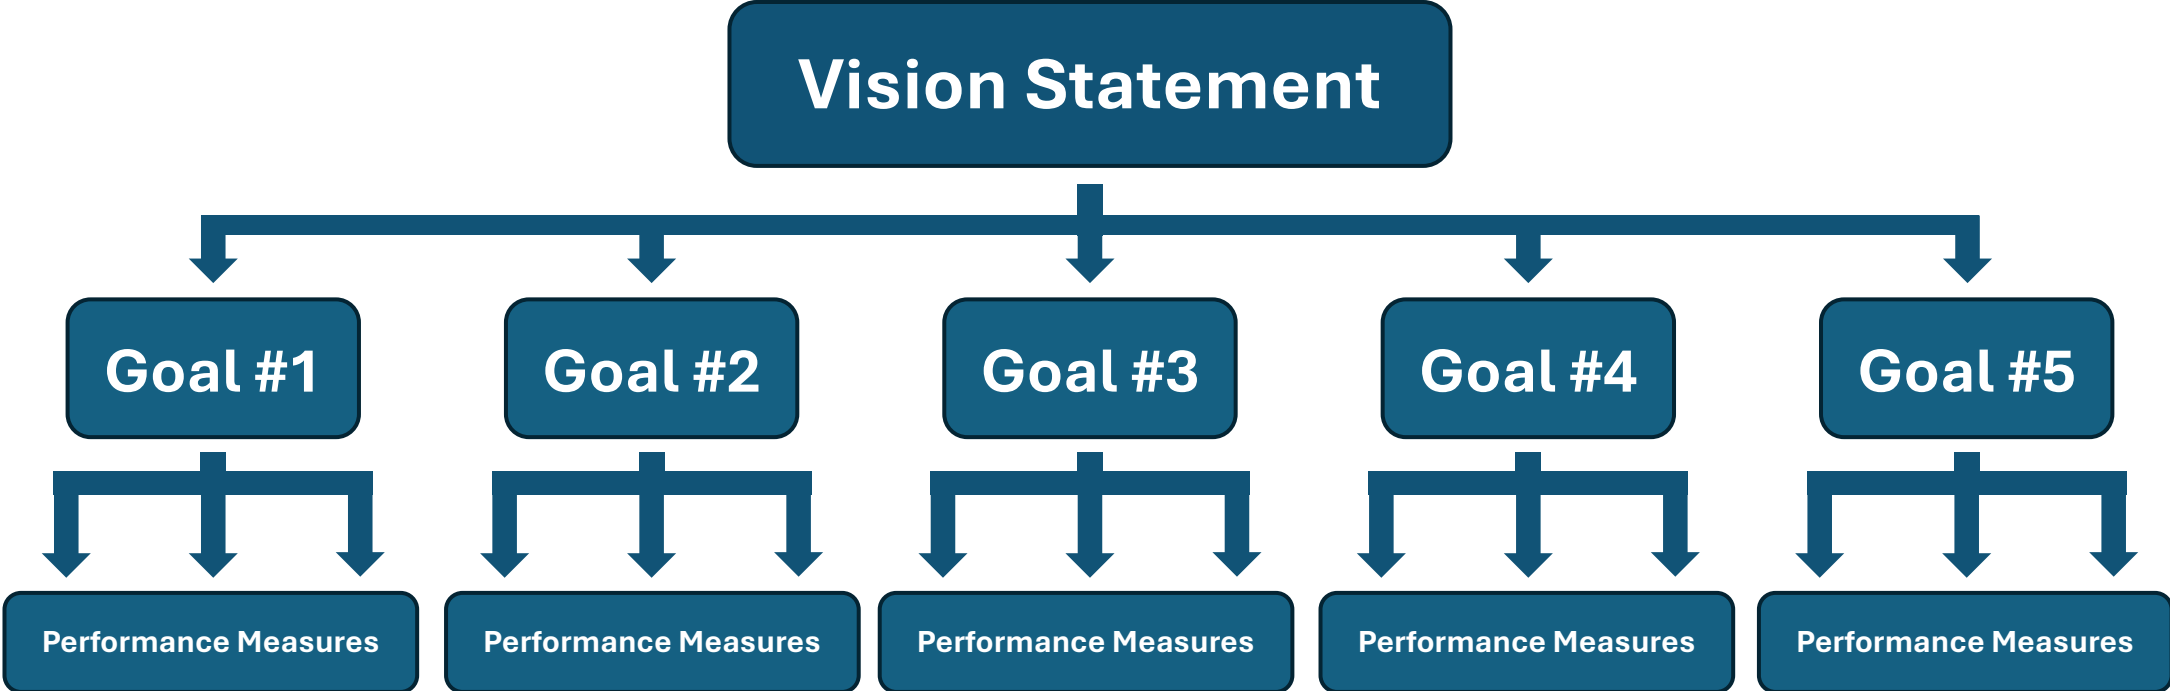 Vision Statement
Goal #1
Goal #2
Goal #3
Goal #4
Goal #5
Performance Measures
Performance Measures
Performance Measures
Performance Measures
Performance Measures